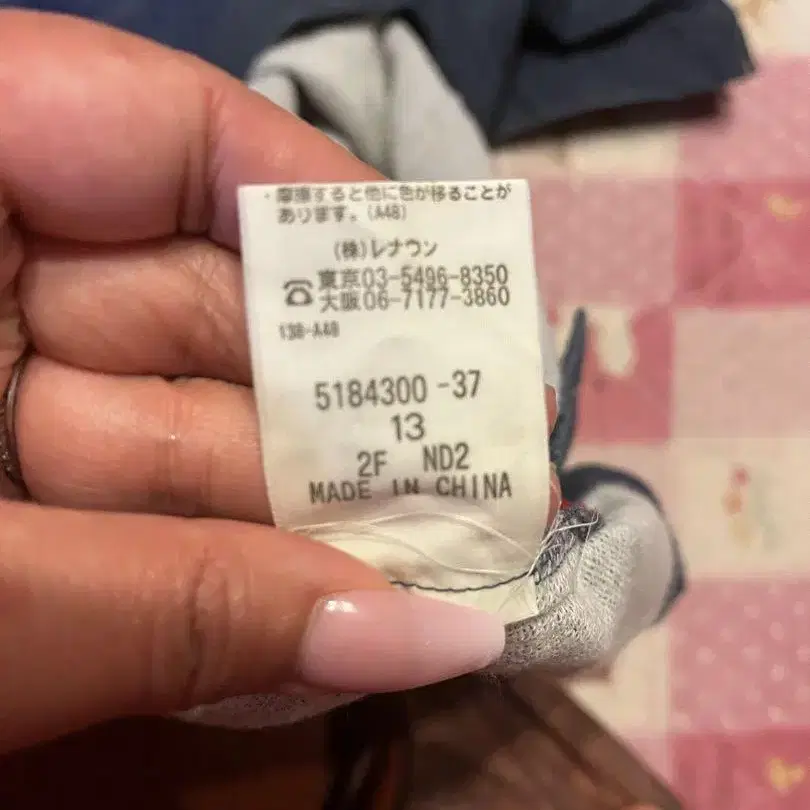 ・摩擦すると他に色が移ることが
あります。(A48)
(株)レナウン
☎東京03-5496-8350
大阪06-7177-3860
138-A48
5184300 -37
13
2F ND2
MADE IN CHINA